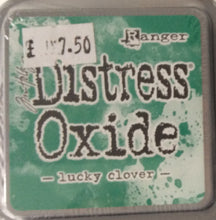 Ranger
£ 7.50
Distress
Oxide
— lucky clover —